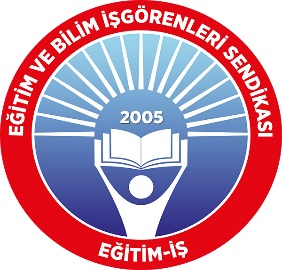 EĞİTİM VE BİLİM İŞGÖRENLERİ SENDİKASI
2005
EĞİTİM-İŞ